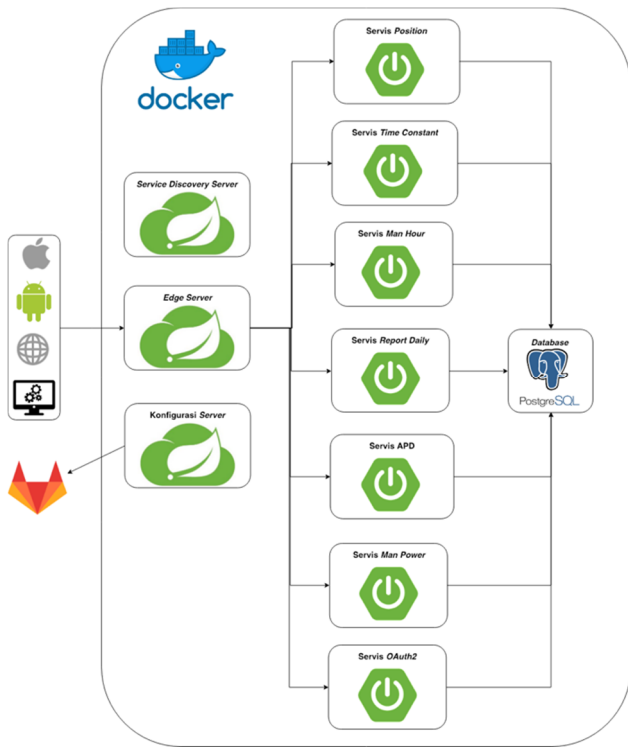 docker
Servis Position
Servis Time Constant
Service Discovery Server
Servis Man Hour
Edge Server
Servis Report Daily
Database
PostgreSQL
Konfigurasi Server
Servis APD
Servis Man Power
Servis OAuth2